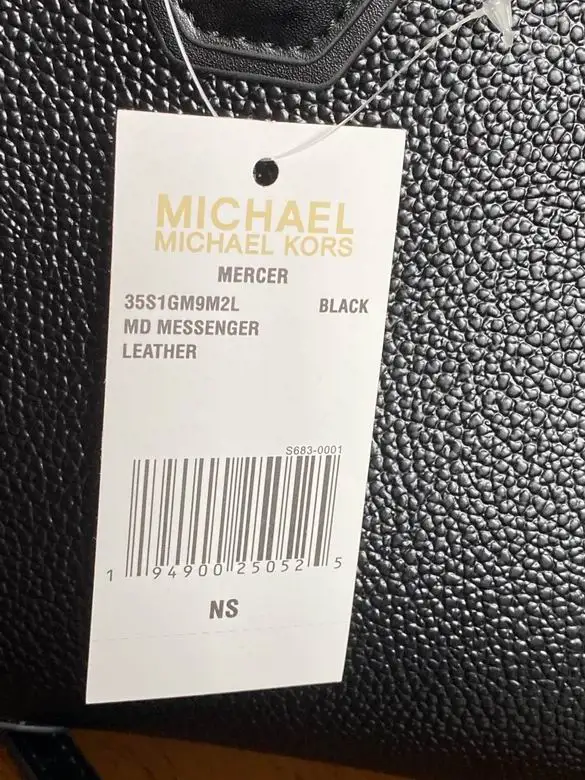 MICHAEL
MICHAEL KORS
MERCER
35S1GM9M2L BLACK
MD MESSENGER
LEATHER
S683-0001
1 94900 25052 5
NS